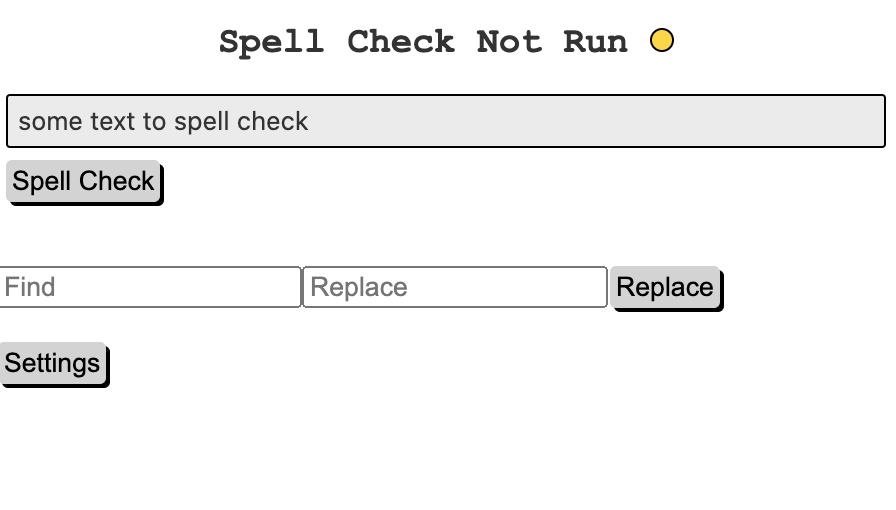 Spell Check Not Run
some text to spell check
Spell Check
Find Replace Replace
Settings